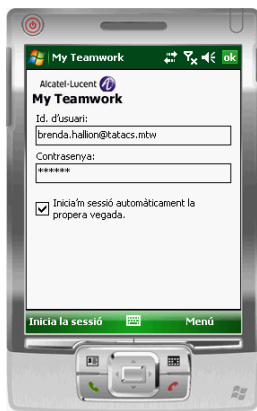 My Teamwork
ok
Alcatel-Lucent
My Teamwork
Id. d'usuari:
brenda.hallion@tatacs.mtw
Contrasenya:
******
Inicia'm sessió automàticament la
propera vegada.
Inicia la sessió
Menú